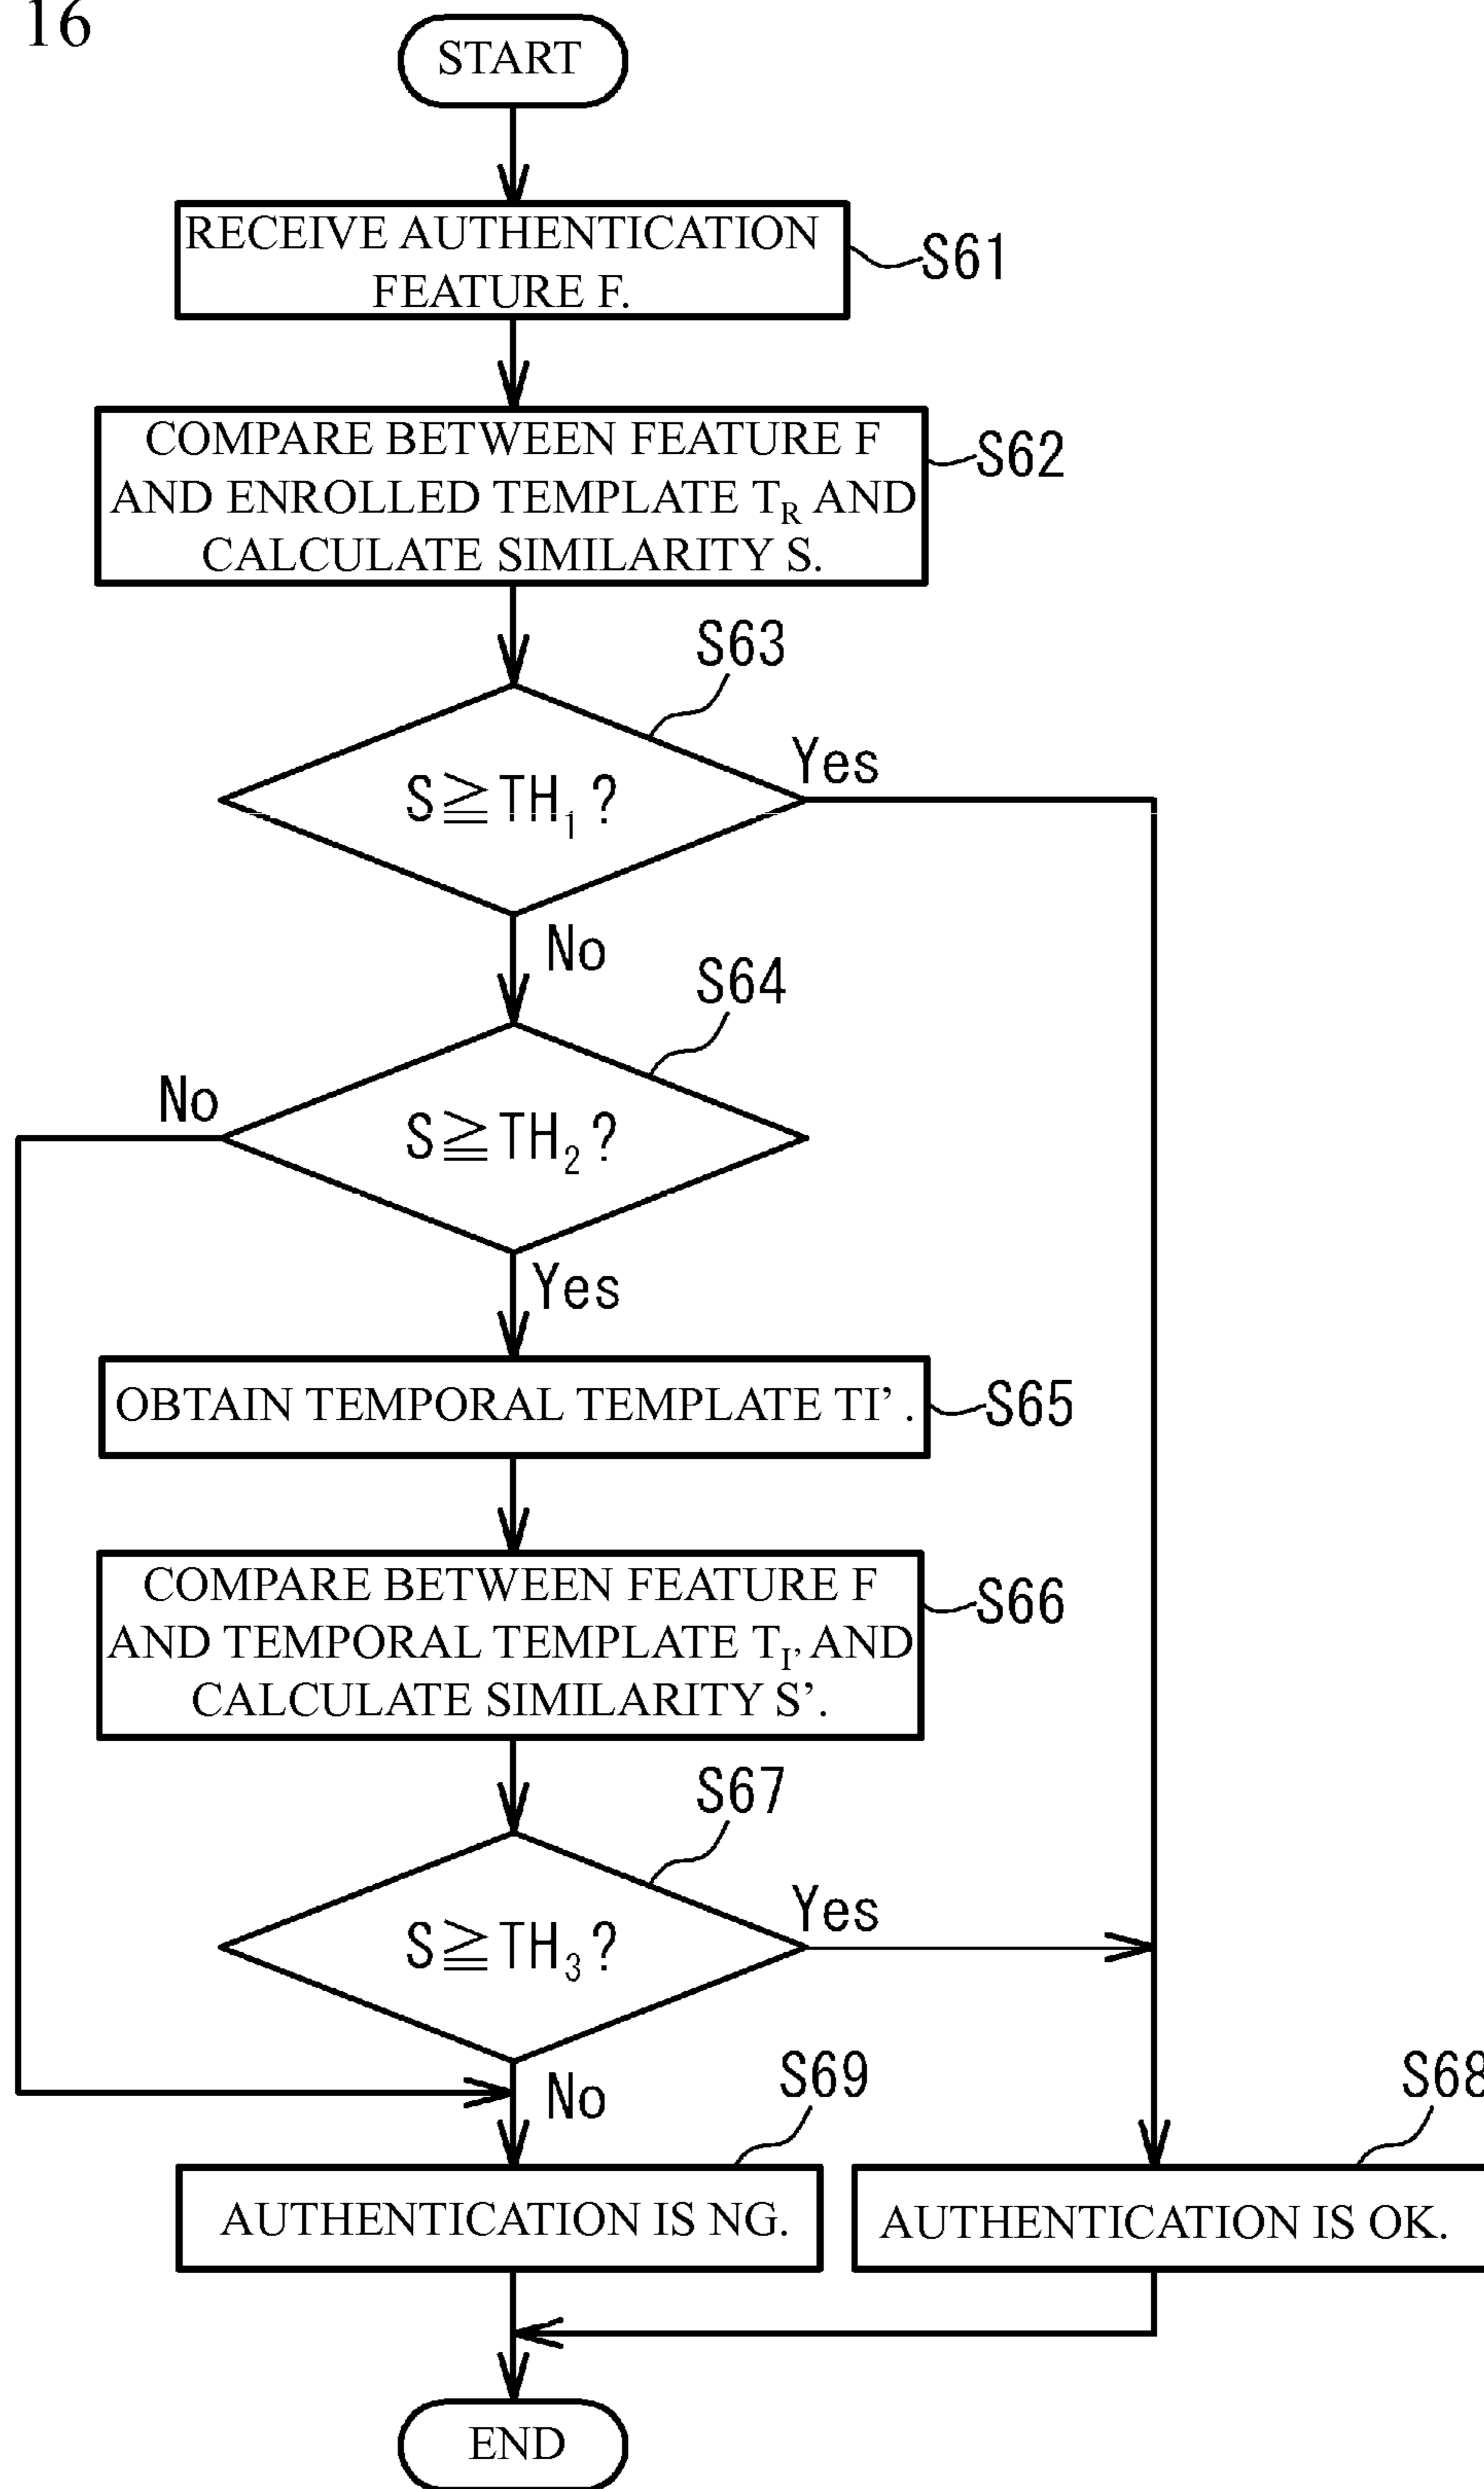 16
START
RECEIVE AUTHENTICATION
FEATURE F.
S61
COMPARE BETWEEN FEATURE F
AND ENROLLED TEMPLATE T_R AND
CALCULATE SIMILARITY S.
S62
S63
S≧TH₁?
Yes
No
S64
No
S≧TH₂?
Yes
OBTAIN TEMPORAL TEMPLATE TI’ .
S65
COMPARE BETWEEN FEATURE F
AND TEMPORAL TEMPLATE T_I’ AND
CALCULATE SIMILARITY S’.
S66
S67
S≧TH₃?
Yes
No
S69
S68
AUTHENTICATION IS NG.
AUTHENTICATION IS OK.
END